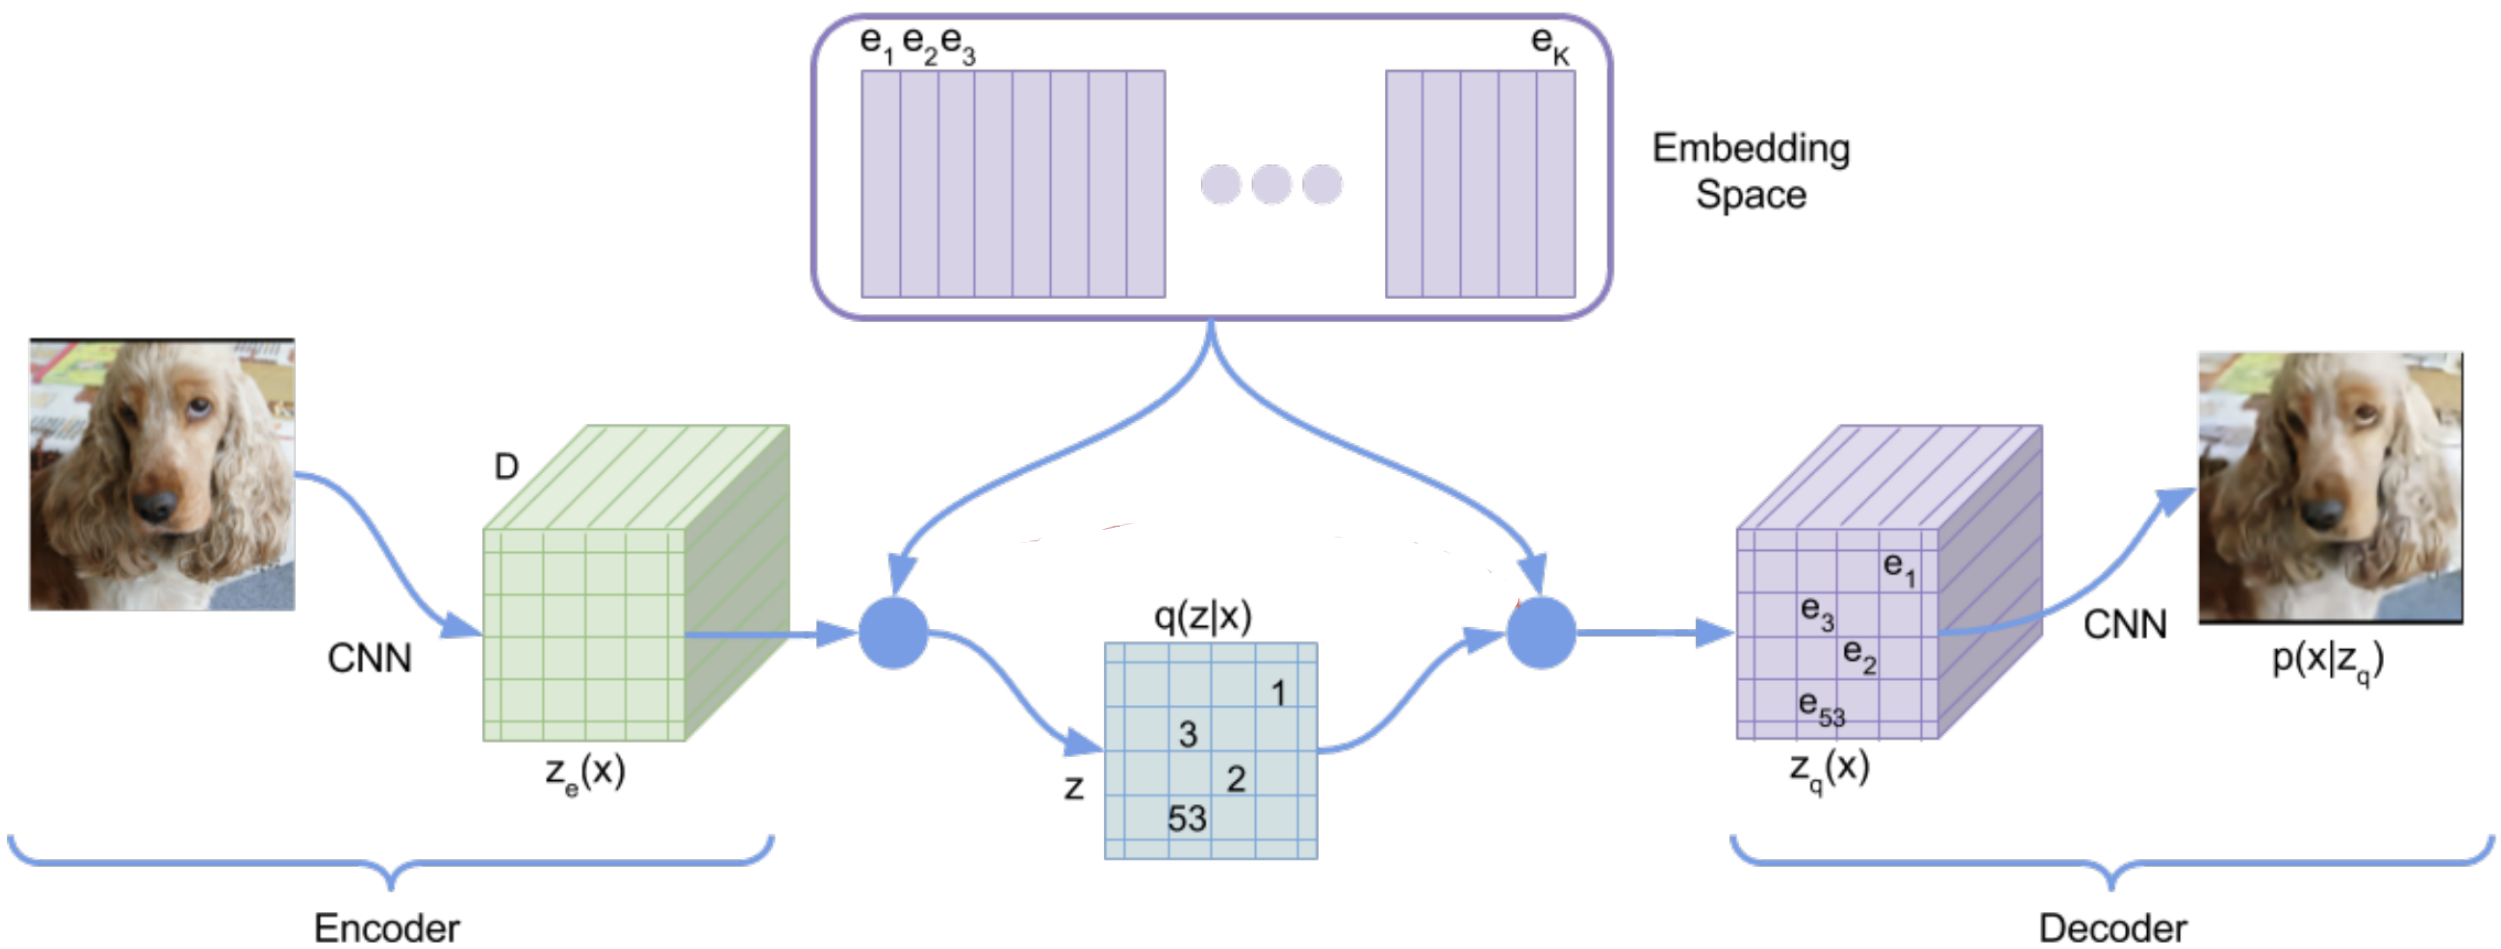 e1 e2 e3 eK
Embedding
Space
D
CNN
ze(x)
Encoder
q(z|x)
1
3
2
53
z
e1
e3
e2
e53
zq(x)
CNN
p(x|zq)
Decoder